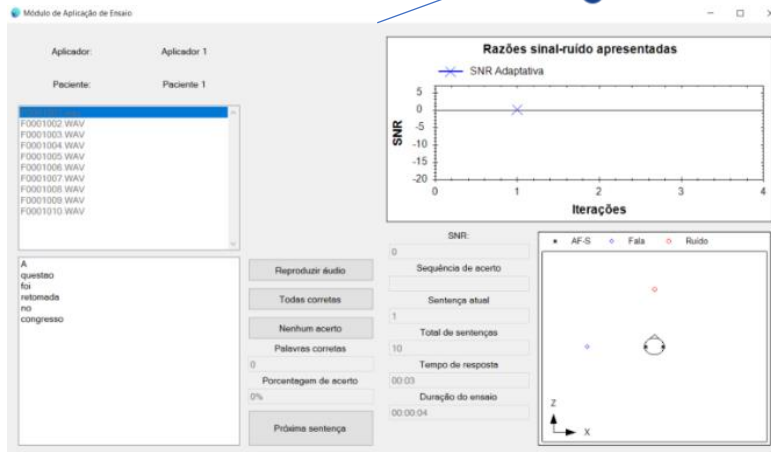 Módulo de Aplicação de Ensaio
Aplicador: Aplicador 1
Paciente: Paciente 1
F0001002.WAV
F0001003.WAV
F0001004.WAV
F0001005.WAV
F0001006.WAV
F0001007.WAV
F0001008.WAV
F0001009.WAV
F0001010.WAV
A
questao
foi
retomada
no
congresso
Reproduzir áudio
Todas corretas
Nenhum acerto
Palavras corretas
0
Porcentagem de acerto
0%
Próxima sentença
Razões sinal-ruído apresentadas
SNR Adaptativa
SNR
5
0
-5
-10
-15
-20
0 1 2 3 4
Iterações
SNR:
0
Sequência de acerto
Sentença atual
1
Total de sentenças
10
Tempo de resposta
00:03
Duração do ensaio
00:00:04
AF-S Fala Ruído
Z
X